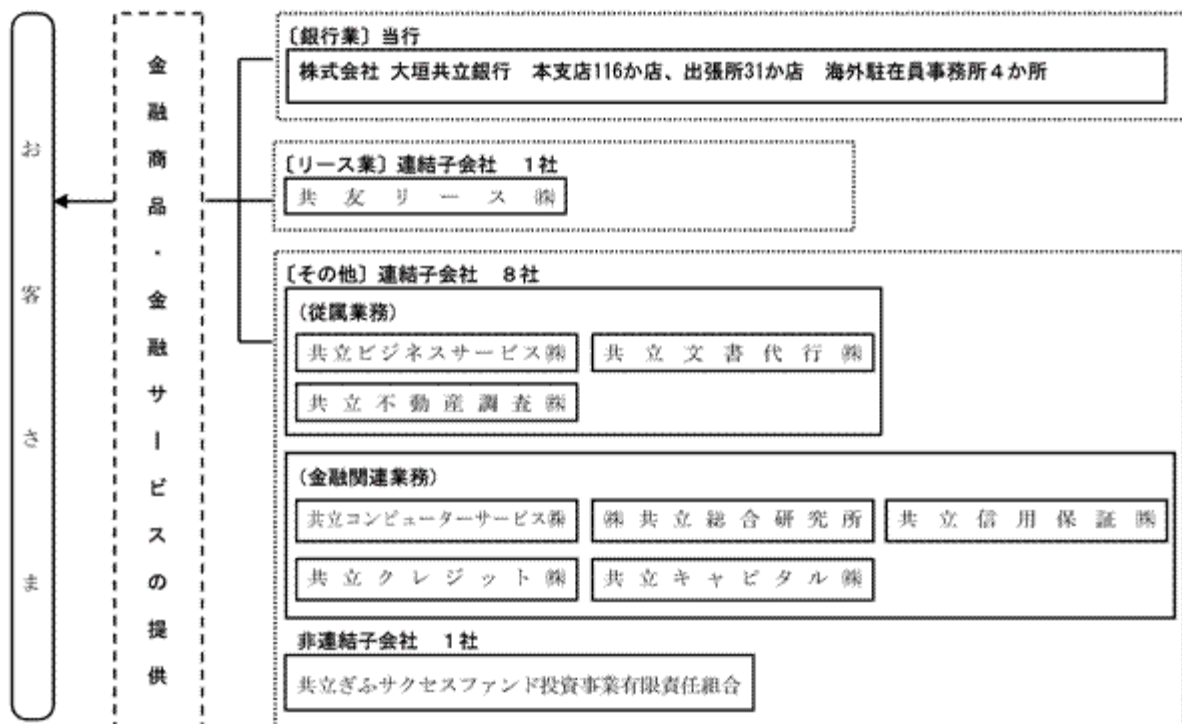 お客さま
金融商品・金融サービスの提供
〔銀行業〕当行
株式会社 大垣共立銀行 本支店116か店、出張所31か店 海外駐在員事務所４か所
〔リース業〕連結子会社 １社
共友リース㈱
〔その他〕連結子会社 ８社
(従属業務)
共立ビジネスサービス㈱
共立文書代行㈱
共立不動産調査㈱
(金融関連業務)
共立コンピューターサービス㈱
㈱共立総合研究所
共立信用保証㈱
共立クレジット㈱
共立キャピタル㈱
非連結子会社 １社
共立ぎふサクセスファンド投資事業有限責任組合